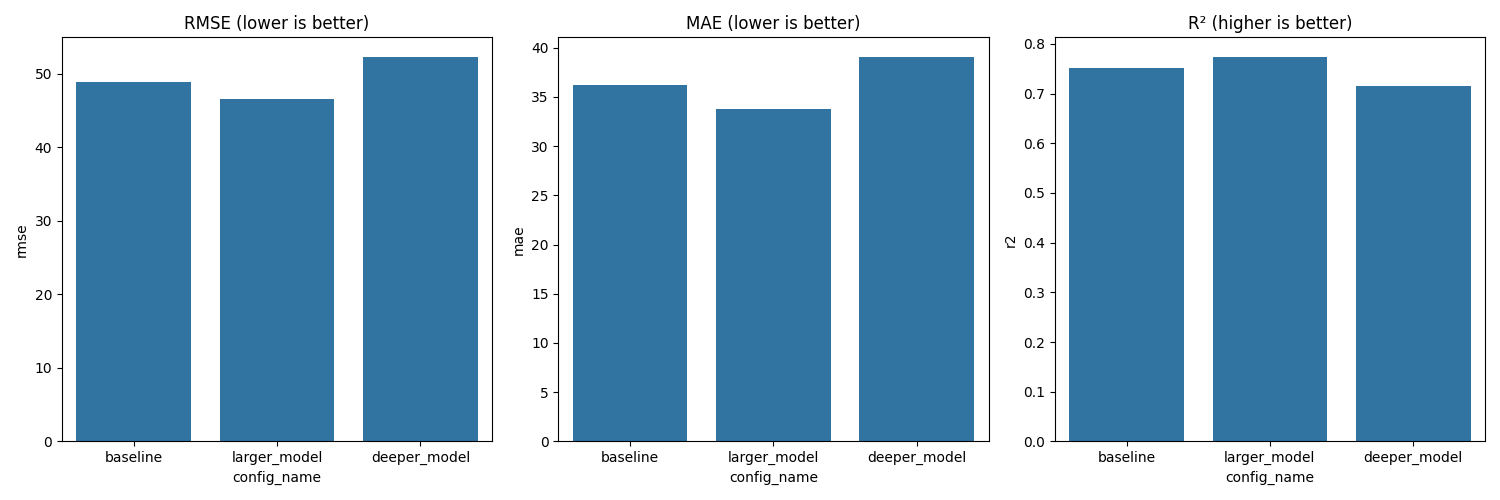 RMSE (lower is better)
rmse
50
40
30
20
10
0
baseline
larger_model
deeper_model
config_name
MAE (lower is better)
mae
40
35
30
25
20
15
10
5
0
baseline
larger_model
deeper_model
config_name
R² (higher is better)
r2
0.8
0.7
0.6
0.5
0.4
0.3
0.2
0.1
0.0
baseline
larger_model
deeper_model
config_name